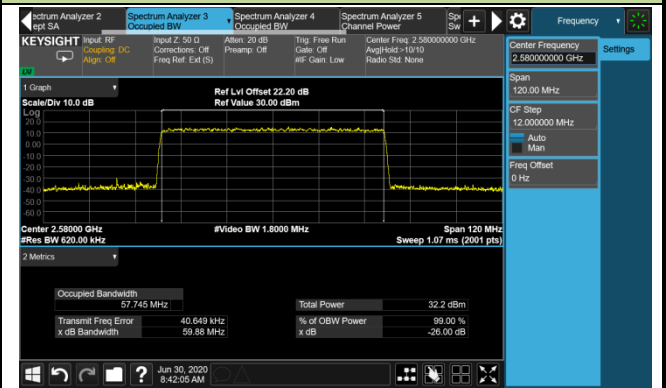 ectrum Analyzer 2
ept SA
Spectrum Analyzer 3
Occupied BW
Spectrum Analyzer 4
Occupied BW
Spectrum Analyzer 5
Channel Power
Spe
Sw
Frequency
KEYSIGHT
Input: RF
Coupling: DC
Align: Off
Input Z: 50 Ω
Corrections: Off
Freq Ref: Ext (S)
Atten: 20 dB
Preamp: Off
Trig: Free Run
Gate: Off
#IF Gain: Low
Center Freq: 2.580000000 GHz
Avg|Hold:>10/10
Radio Std: None
Center Frequency
2.580000000 GHz
Settings
Span
120.00 MHz
CF Step
12.000000 MHz
Auto
Man
Freq Offset
0 Hz
1 Graph
Scale/Div 10.0 dB
Ref Lvl Offset 22.20 dB
Ref Value 30.00 dBm
Log
20.0
10.0
0.00
-10.0
-20.0
-30.0
-40.0
-50.0
-60.0
Center 2.58000 GHz
#Video BW 1.8000 MHz
Span 120 MHz
#Res BW 620.00 kHz
Sweep 1.07 ms (2001 pts)
2 Metrics
Occupied Bandwidth
57.745 MHz
Total Power 32.2 dBm
Transmit Freq Error 40.649 kHz
% of OBW Power 99.00 %
x dB Bandwidth 59.88 MHz
x dB -26.00 dB
?
Jun 30, 2020
8:42:05 AM